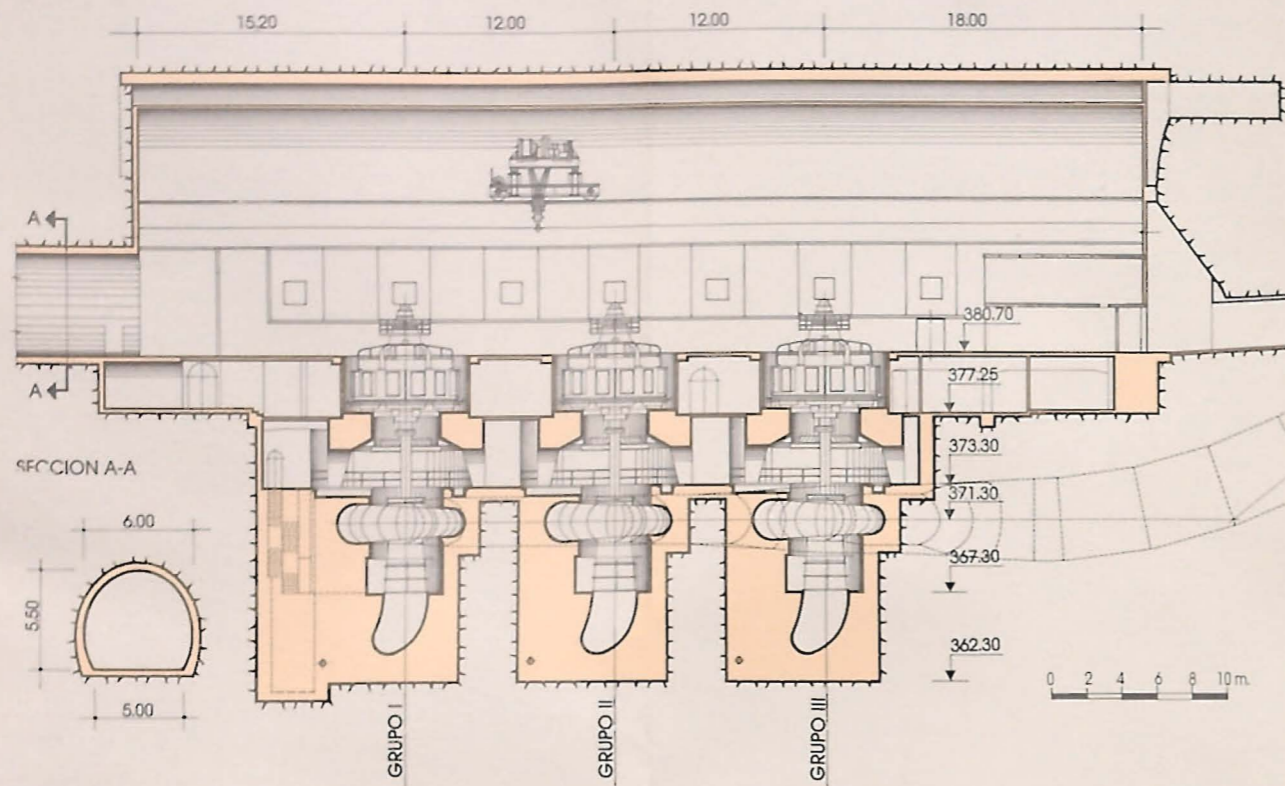 15.20
12.00
12.00
18.00
A
380.70
377.25
A
373.30
SECCION A-A
371.30
6.00
367.30
5.50
362.30
0 2 4 6 8 10 m.
5.00
GRUPO I
GRUPO II
GRUPO III